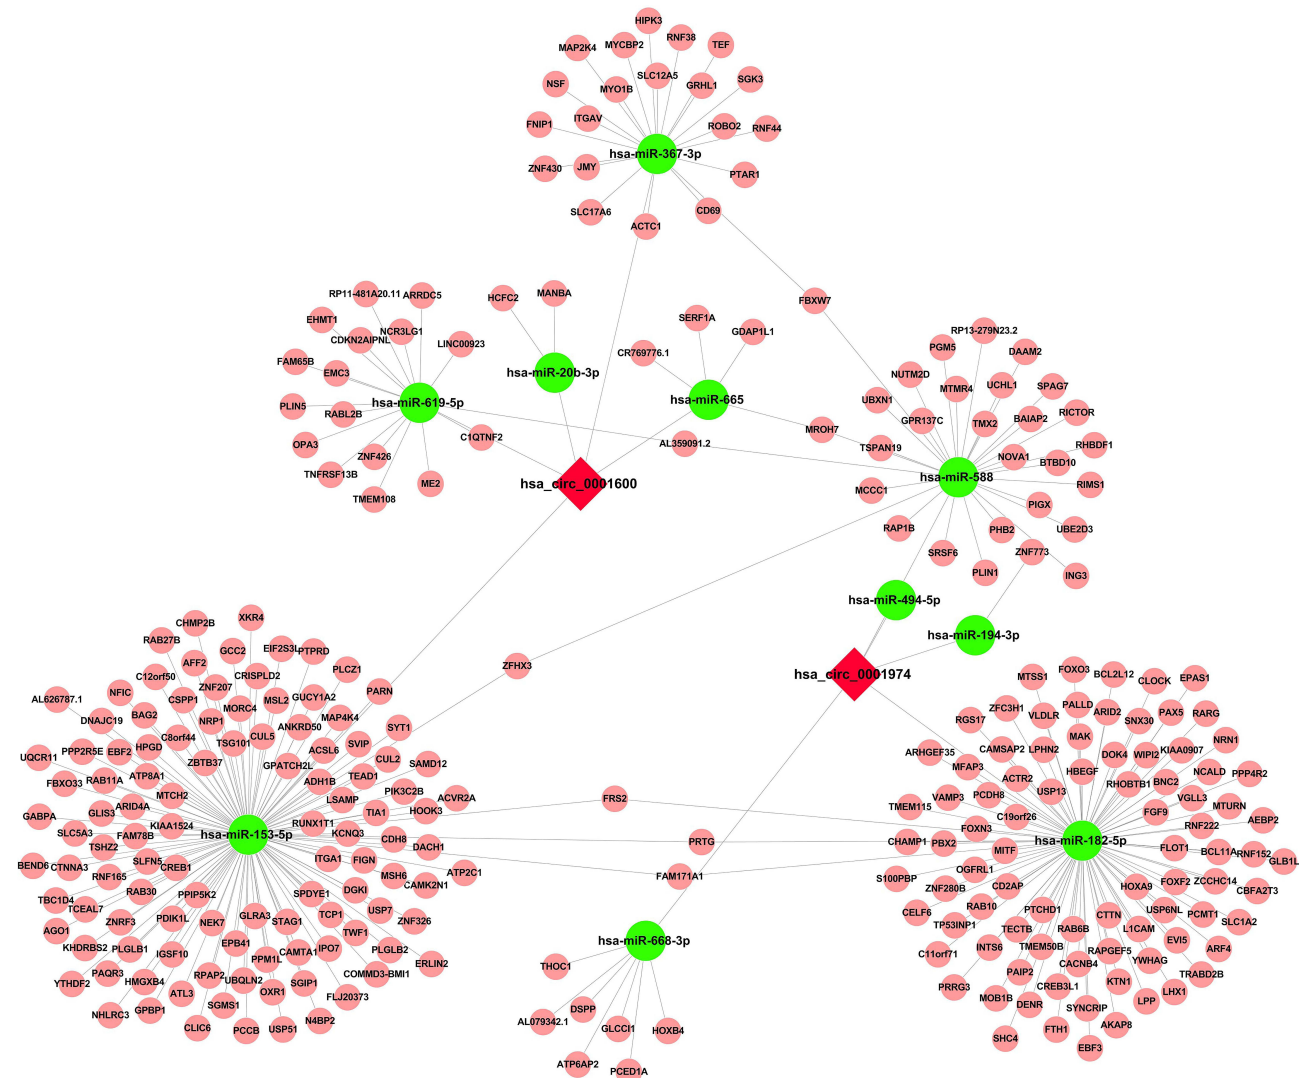 HIPK3
MYCBP2
RNF38
TEF
MAP2K4
SLC12A5
SGK3
NSF
MYO1B
GRHL1
FNIP1
ITGAV
ROBO2
RNF44
hsa-miR-367-3p
ZNF430
JMY
PTAR1
SLC17A6
CD69
ACTC1
RP11-481A20.11
ARRDC5
HCFC2
MANBA
FBXW7
EHMT1
NCR3LG1
CDKN2AIPNL
LINC00923
SERF1A
GDAP1L1
RP13-279N23.2
PGM5
DAAM2
FAM65B
EMC3
hsa-miR-20b-3p
CR769776.1
NUTM2D
MTMR4
UCHL1
SPAG7
PLIN5
RABL2B
hsa-miR-619-5p
hsa-miR-665
UBXN1
GPR137C
TMX2
BAIAP2
RICTOR
OPA3
ZNF426
C1QTNF2
AL359091.2
MROH7
TSPAN19
NOVA1
BTBD10
RHBDF1
TNFRSF13B
ME2
hsa_circ_0001600
hsa-miR-588
MCCC1
RIMS1
TMEM108
RAP1B
PHB2
PIGX
UBE2D3
SRSF6
ZNF773
PLIN1
ING3
hsa-miR-494-5p
hsa-miR-194-3p
hsa_circ_0001974
ZFHX3
XKR4
CHMP2B
RAB27B
GCC2
EIF2S3L
PTPRD
AFF2
PLCZ1
C12orf50
ZNF207
CRISPLD2
PARN
NFIC
CSPP1
MORC4
MSL2
GUCY1A2
AL626787.1
BAG2
NRP1
MAP4K4
DNAJC19
C8orf44
TSG101
CUL5
ANKRD50
SYT1
UQCR11
PPP2R5E
EBF2
HPGD
ZBTB37
GPATCH2L
ACSL6
SVIP
CUL2
SAMD12
FBXO33
RAB11A
ATP8A1
ADH1B
TEAD1
PIK3C2B
ACVR2A
GABPA
GLIS3
ARID4A
MTCH2
LSAMP
TIA1
HOOK3
SLC5A3
FAM78B
KIAA1524
RUNX1T1
KCNQ3
hsa-miR-153-5p
TSHZ2
CDH8
DACH1
BEND6
CTNNA3
SLFN5
CREB1
ITGA1
FIGN
MSH6
ATP2C1
RNF165
CAMK2N1
TBC1D4
TCEAL7
RAB30
PPIP5K2
SPDYE1
DGKI
USP7
AGO1
ZNRF3
PDIK1L
NEK7
GLRA3
STAG1
TCP1
ZNF326
KHDRBS2
PLGLB1
IGSF10
EPB41
CAMTA1
IPO7
TWF1
PLGLB2
YTHDF2
PAQR3
HMGXB4
RPAP2
PPM1L
COMMD3-BMI1
ERLIN2
UBQLN2
SGIP1
NHLRC3
GPBP1
ATL3
SGMS1
OXR1
FLJ20373
CLIC6
PCCB
USP51
N4BP2
FRS2
PRTG
FAM171A1
hsa-miR-668-3p
THOC1
AL079342.1
DSPP
GLCCI1
HOXB4
ATP6AP2
PCED1A
FOXO3
BCL2L12
CLOCK
EPAS1
MTSS1
ZFC3H1
VLDLR
PALLD
ARID2
SNX30
PAX5
RARG
RGS17
MAK
NRN1
ARHGEF35
CAMSAP2
LPHN2
DOK4
WIPI2
KIAA0907
MFAP3
ACTR2
HBEGF
RHOBTB1
BNC2
NCALD
PPP4R2
VAMP3
PCDH8
USP13
VGLL3
TMEM115
C19orf26
FGF9
MTURN
AEBP2
FOXN3
RNF222
CHAMP1
PBX2
hsa-miR-182-5p
MITF
FLOT1
BCL11A
RNF152
GLB1L
S100PBP
OGFRL1
FOXF2
ZCCHC14
ZNF280B
CD2AP
HOXA9
CBFA2T3
CELF6
RAB10
PTCHD1
CTTN
USP6NL
PCMT1
SLC1A2
TP53INP1
TECTB
RAB6B
L1CAM
EVI5
ARF4
C11orf71
INTS6
TMEM50B
RAPGEF5
YWHAG
TRABD2B
PRRG3
PAIP2
CACNB4
KTN1
MOB1B
CREB3L1
LHX1
DENR
SYNCRIP
LPP
SHC4
FTH1
AKAP8
EBF3